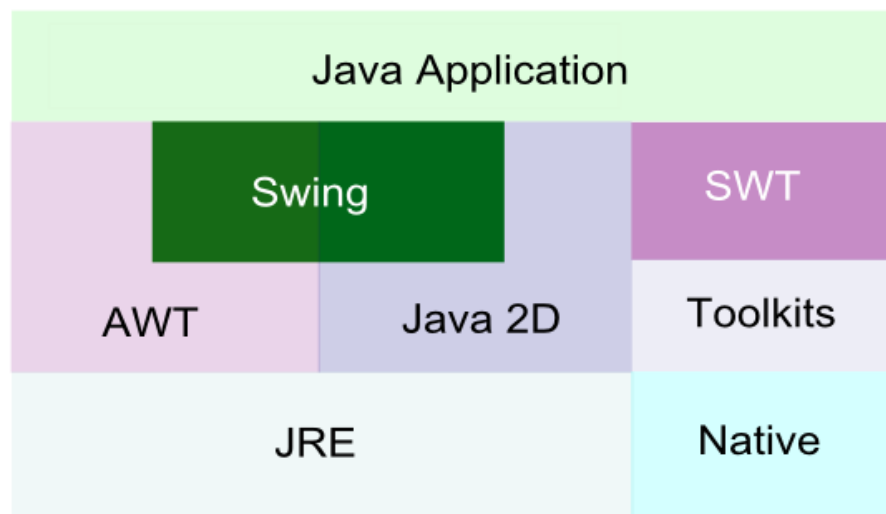 Java Application
Swing
SWT
AWT
Java 2D
Toolkits
JRE
Native